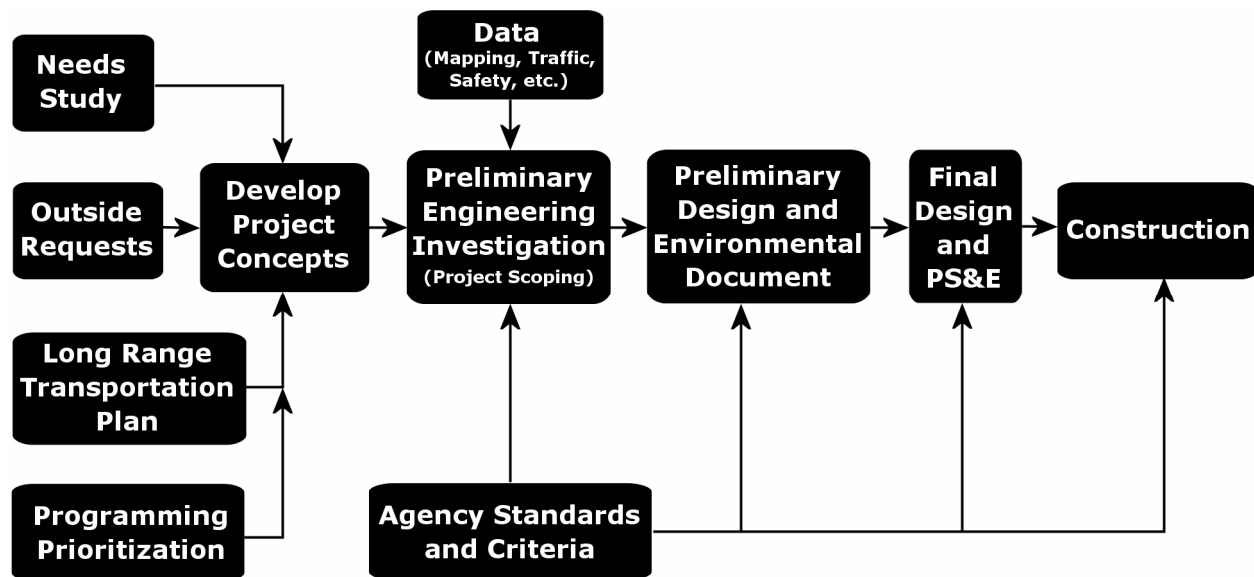 Needs
Study
Outside
Requests
Long Range
Transportation
Plan
Programming
Prioritization
Develop
Project
Concepts
Data
(Mapping, Traffic,
Safety, etc.)
Preliminary
Engineering
Investigation
(Project Scoping)
Agency Standards
and Criteria
Preliminary
Design and
Environmental
Document
Final
Design
and
PS&E
Construction